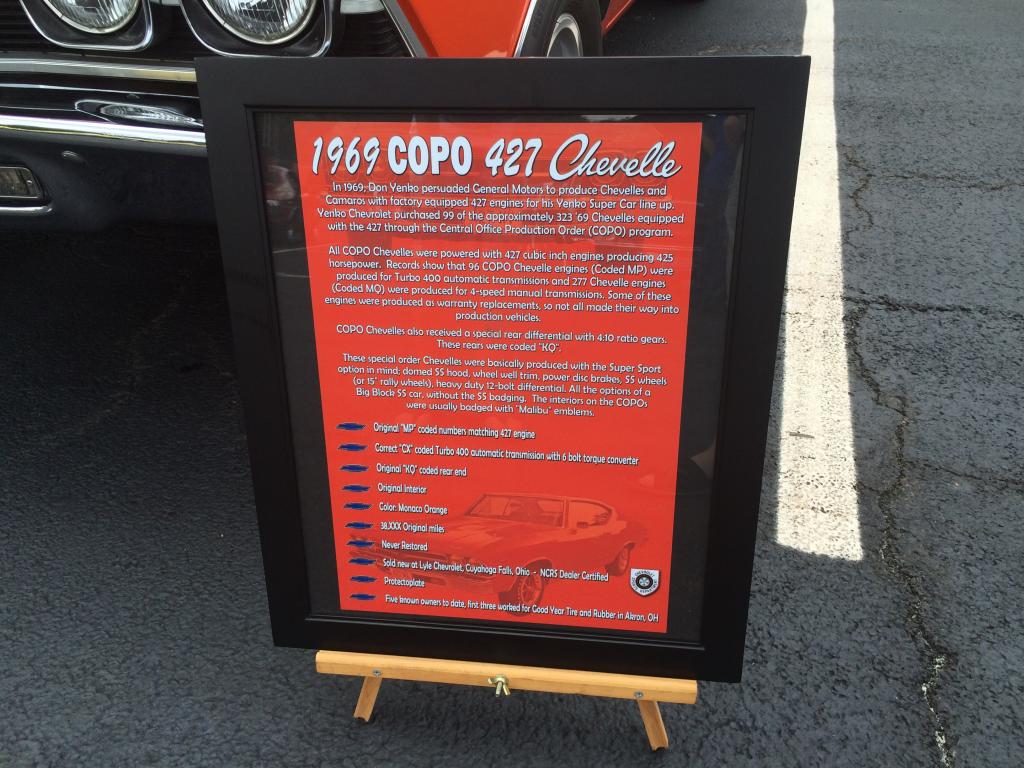 1969 COPO 427 Chevelle
In 1969, Don Yenko persuaded General Motors to produce Chevelles and
Camaros with factory equipped 427 engines for his Yenko Super Car line up.
Yenko Chevrolet purchased 99 of the approximately 323 '69 Chevelles equipped
with the 427 through the Central Office Production Order (COPO) program.
All COPO Chevelles were powered with 427 cubic inch engines producing 425
horsepower. Records show that 96 COPO Chevelle engines (Coded MP) were
produced for Turbo 400 automatic transmissions and 277 Chevelle engines
(Coded MQ) were produced for 4-speed manual transmissions. Some of these
engines were produced as warranty replacements, so not all made their way into
production vehicles.
COPO Chevelles also received a special rear differential with 4:10 ratio gears.
These rears were coded "KQ".
These special order Chevelles were basically produced with the Super Sport
option in mind; domed SS hood, wheel well trim, power disc brakes, SS wheels
(or 15" rally wheels), heavy duty 12-bolt differential. All the options of a
Big Block SS car, without the SS badging. The interiors on the COPOs
were usually badged with "Malibu" emblems.
Original "MP" coded numbers matching 427 engine
Correct "CX" coded Turbo 400 automatic transmission with 6 bolt torque converter
Original "KQ" coded rear end
Original Interior
Color: Monaco Orange
38,XXX Original miles
Never Restored
Sold new at Lyle Chevrolet, Cuyahoga Falls, Ohio - NCRS Dealer Certified
Protectoplate
Five known owners to date, first three worked for Good Year Tire and Rubber in Akron, OH